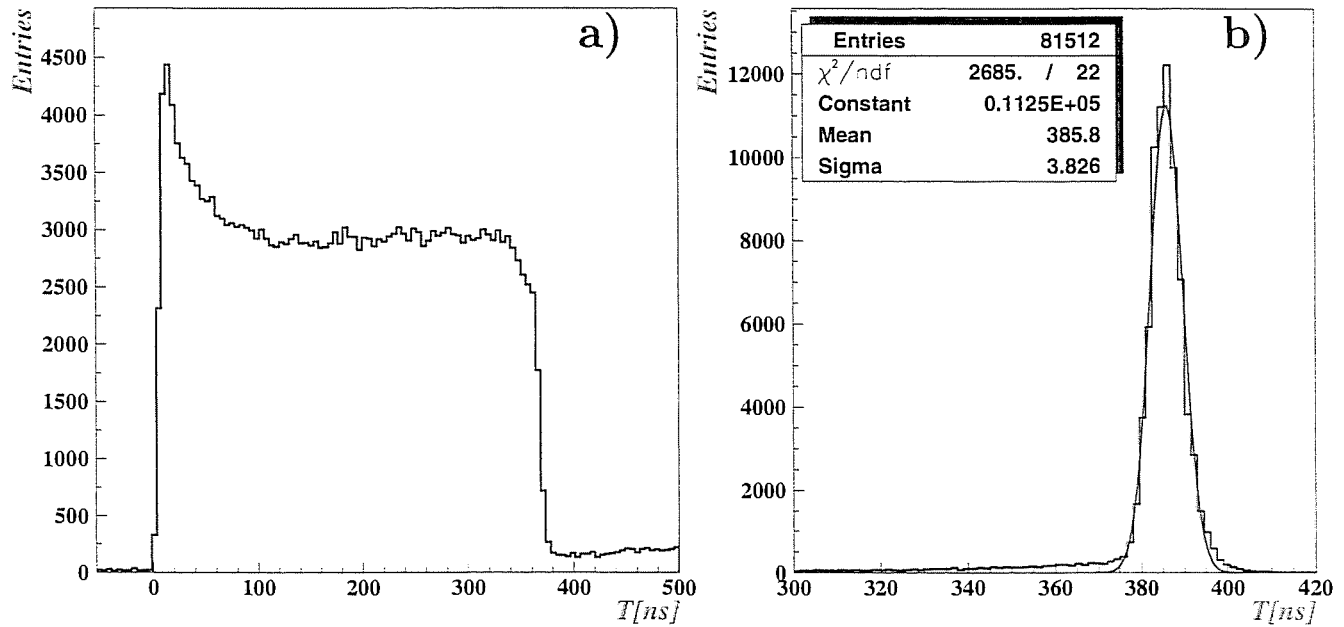 a)
Entries
4500
4000
3500
3000
2500
2000
1500
1000
500
0
0 100 200 300 400 500
T[ns]
b)
Entries
12000
10000
8000
6000
4000
2000
0
300 320 340 360 380 400 420
T[ns]
Entries 81512
χ²/ndf 2685. / 22
Constant 0.1125E+05
Mean 385.8
Sigma 3.826